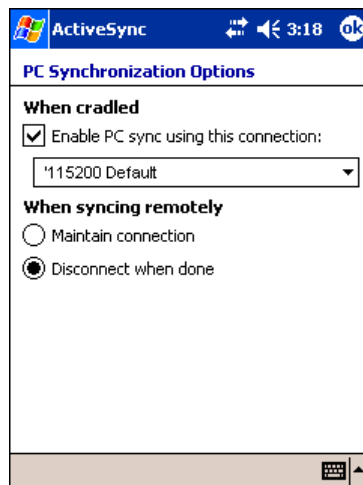 ActiveSync 3:18 ok
PC Synchronization Options
When cradled
Enable PC sync using this connection:
'115200 Default
When syncing remotely
Maintain connection
Disconnect when done